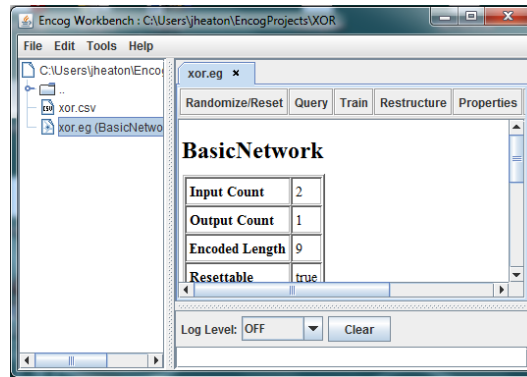 Encog Workbench : C:\Users\jheaton\EncogProjects\XOR
File Edit Tools Help
C:\Users\jheaton\Enco
..
xor.csv
xor.eg (BasicNetwo
xor.eg ×
Randomize/Reset Query Train Restructure Properties
BasicNetwork
Input Count 2
Output Count 1
Encoded Length 9
Resettable true
Log Level: OFF Clear